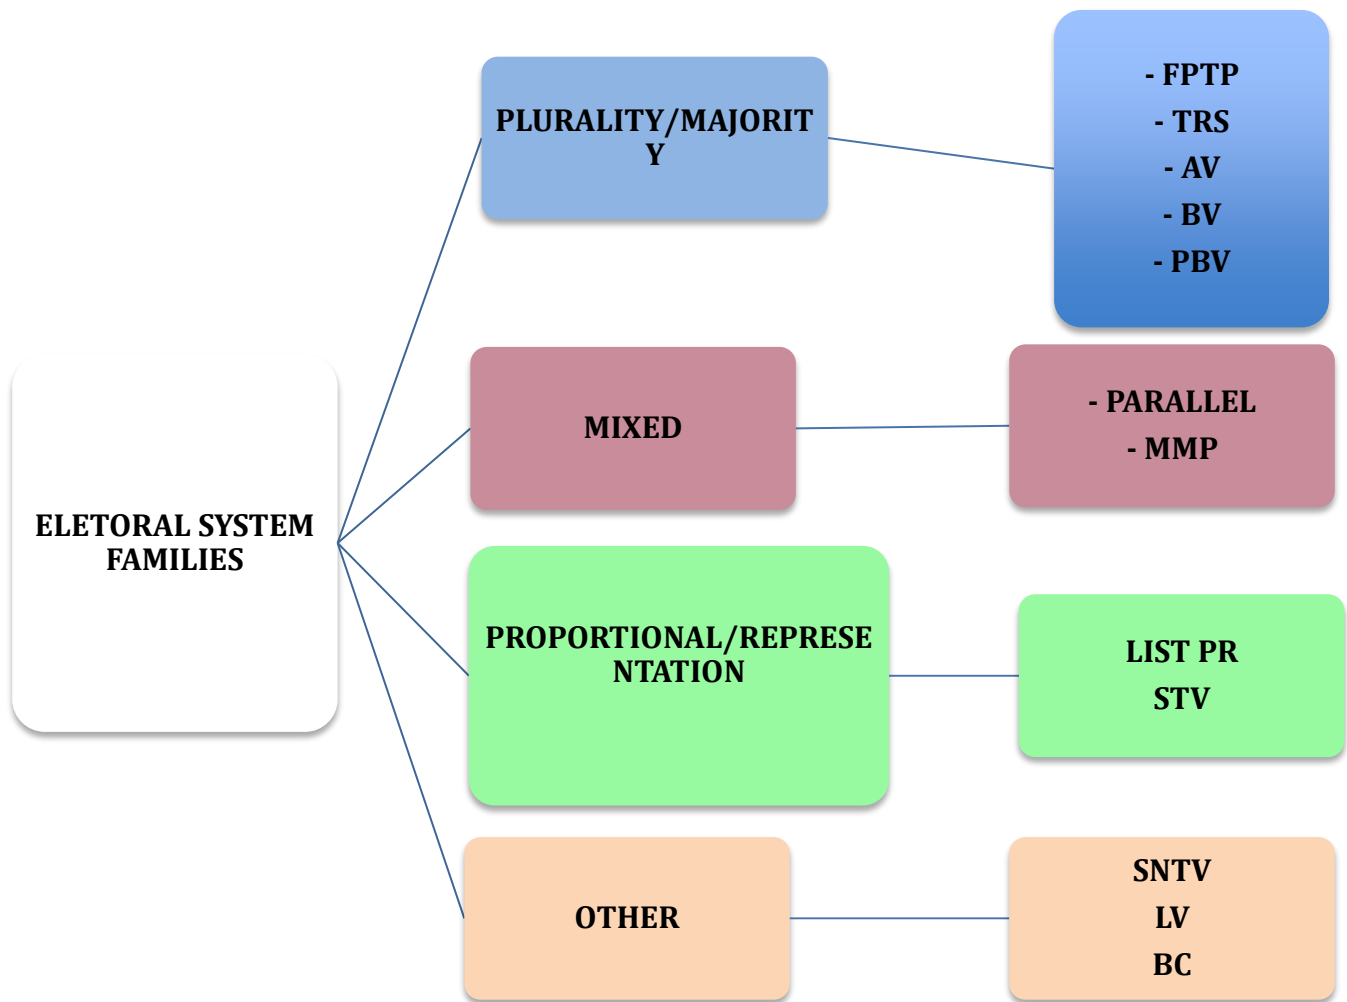 ELETORAL SYSTEM
FAMILIES
PLURALITY/MAJORIT
Y
- FPTP
- TRS
- AV
- BV
- PBV
MIXED
- PARALLEL
- MMP
PROPORTIONAL/REPRESE
NTATION
LIST PR
STV
OTHER
SNTV
LV
BC